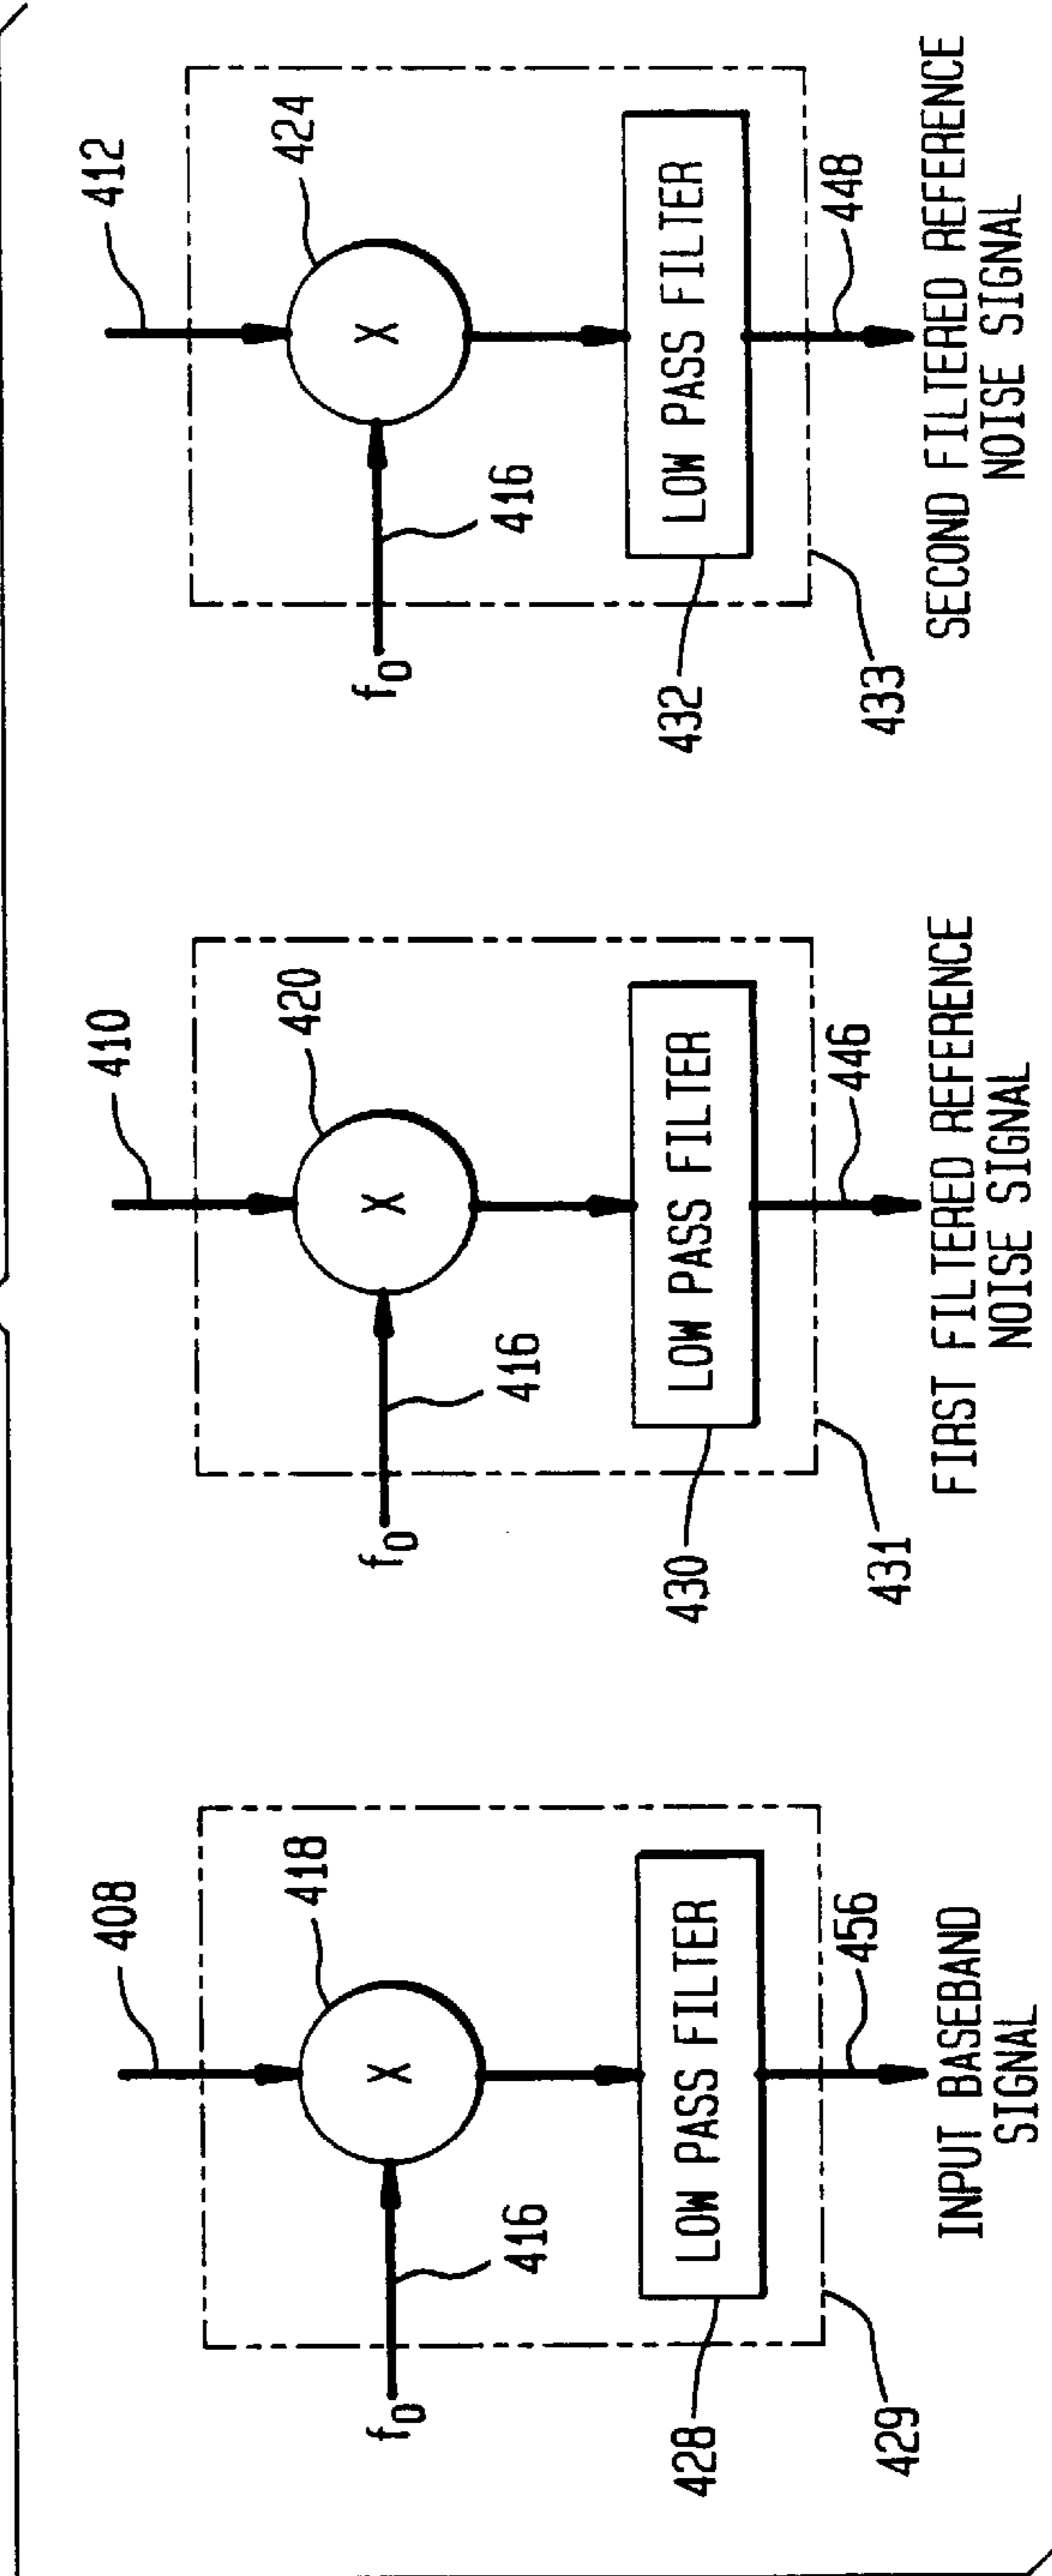 408
418
f0
416
X
LOW PASS FILTER
428
429
456
INPUT BASEBAND
SIGNAL
410
420
f0
416
X
LOW PASS FILTER
430
431
446
FIRST FILTERED REFERENCE
NOISE SIGNAL
412
424
f0
416
X
LOW PASS FILTER
432
433
448
SECOND FILTERED REFERENCE
NOISE SIGNAL